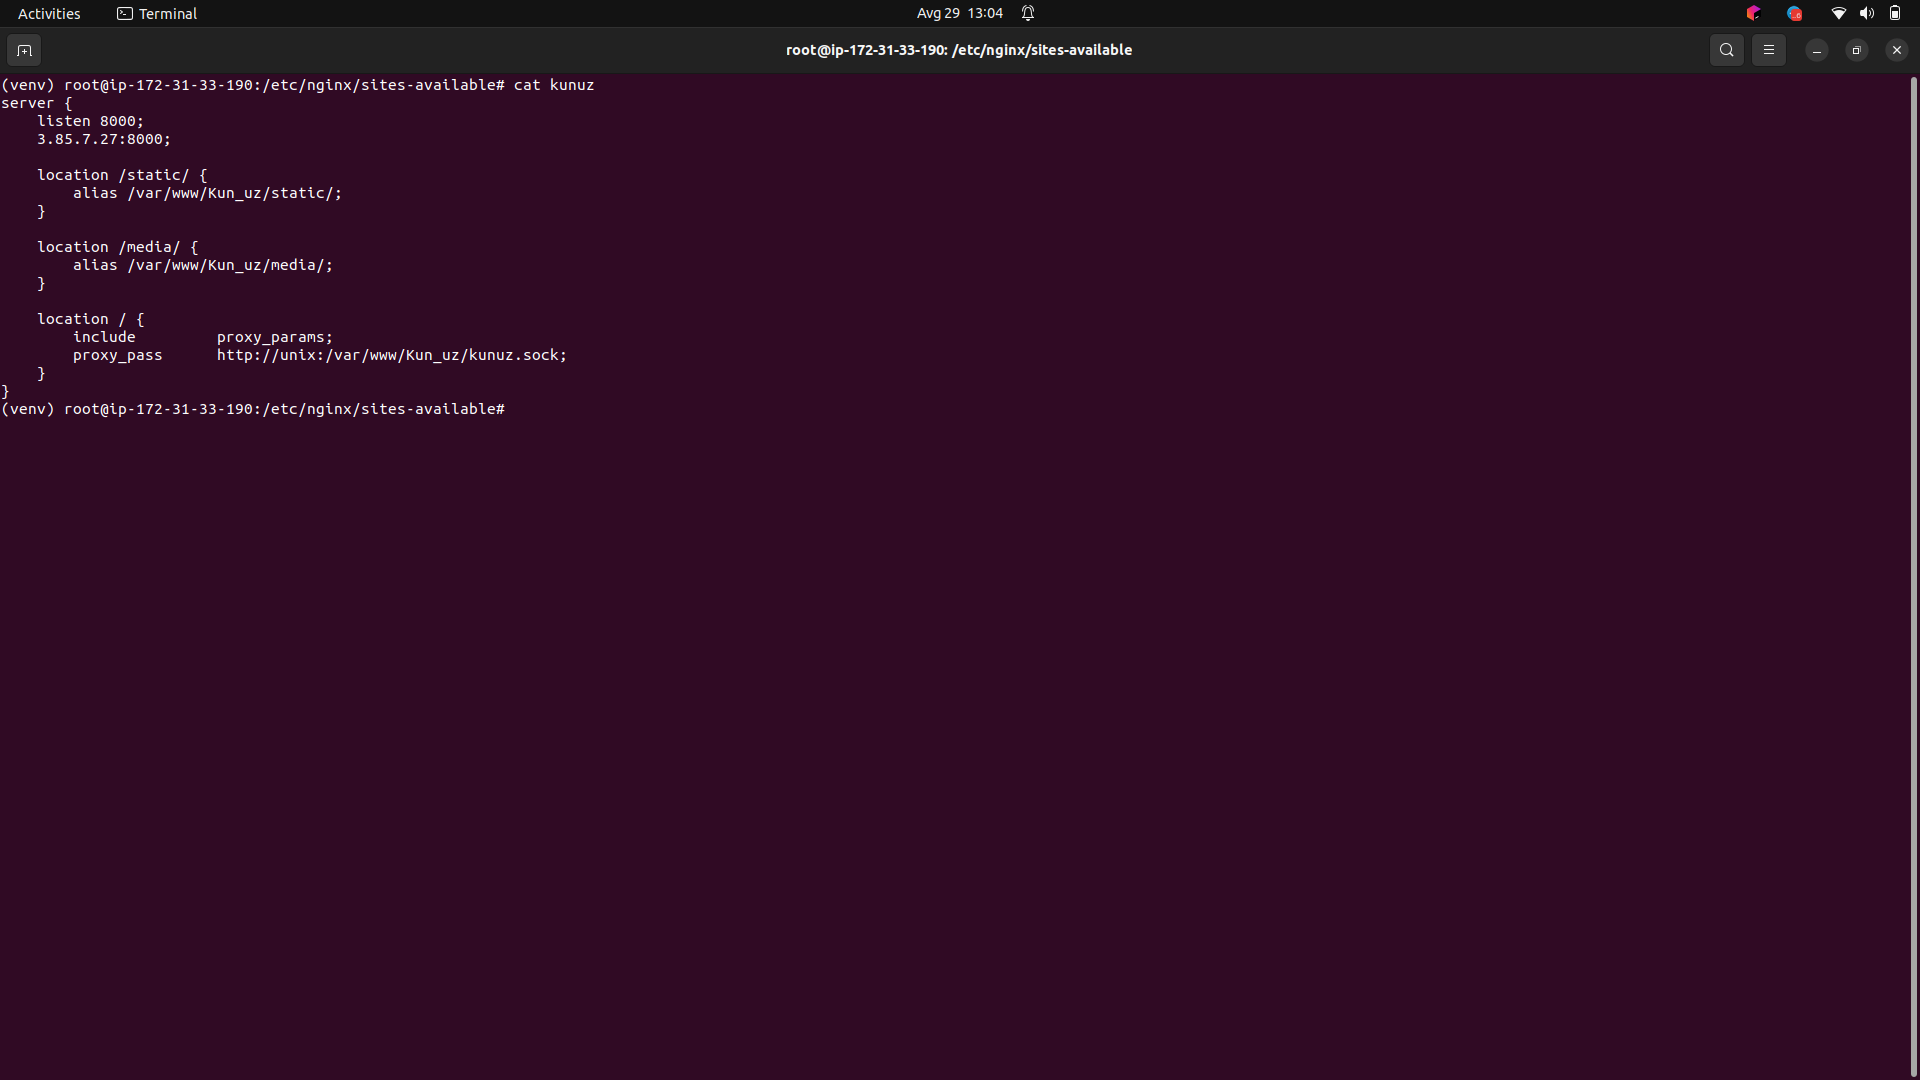 Activities
Terminal
Avg 29 13:04
root@ip-172-31-33-190: /etc/nginx/sites-available
(venv) root@ip-172-31-33-190:/etc/nginx/sites-available# cat kunuz
server {
    listen 8000;
    3.85.7.27:8000;

    location /static/ {
        alias /var/www/Kun_uz/static/;
    }

    location /media/ {
        alias /var/www/Kun_uz/media/;
    }

    location / {
        include         proxy_params;
        proxy_pass      http://unix:/var/www/Kun_uz/kunuz.sock;
    }
}
(venv) root@ip-172-31-33-190:/etc/nginx/sites-available#